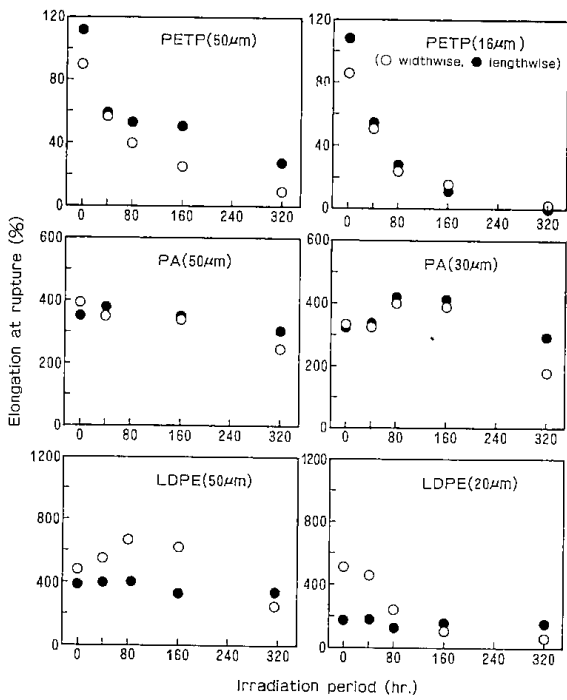 120
80
40
0
PETP(50μm)
0 80 160 240 320
120
80
40
0
PETP(16μm)
(○ widthwise, ● lengthwise)
0 80 160 240 320
Elongation at rupture (%)
600
400
200
0
PA(50μm)
0 80 160 240 320
600
400
200
0
PA(30μm)
0 80 160 240 320
1200
800
400
0
LDPE(50μm)
0 80 160 240 320
1200
800
400
0
LDPE(20μm)
0 80 160 240 320
Irradiation period (hr.)